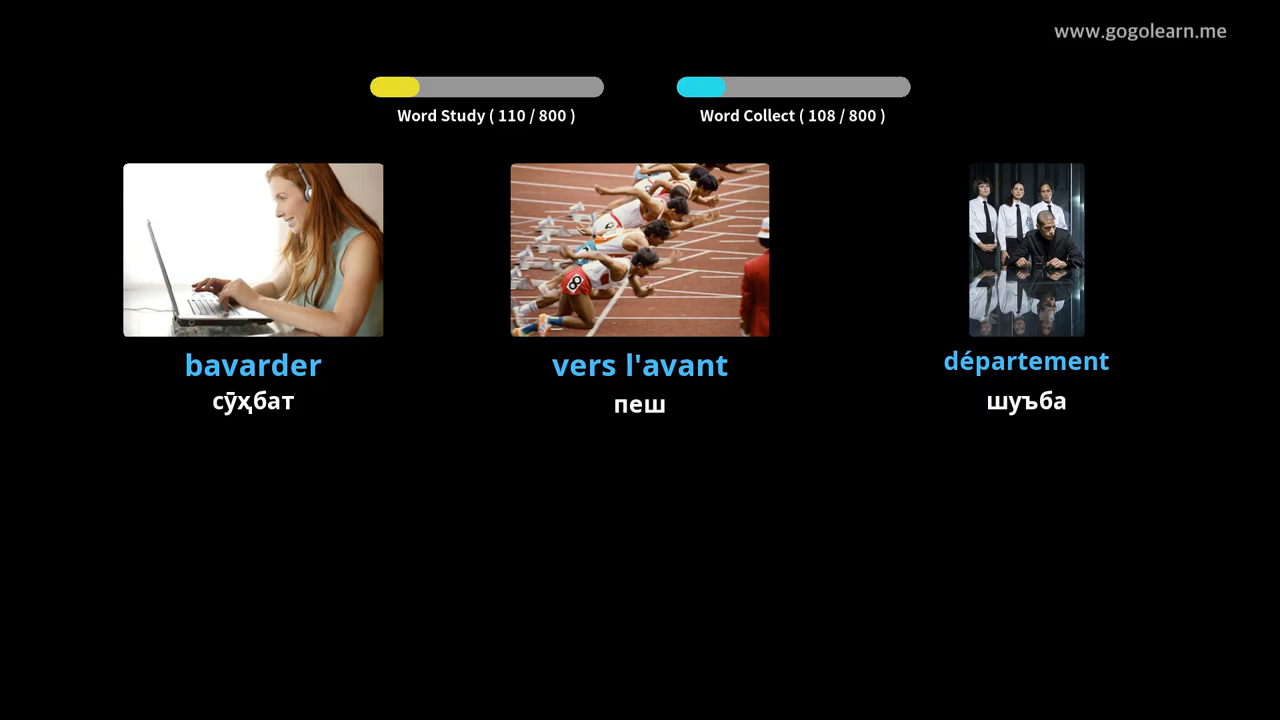 www.gogolearn.me
Word Study ( 110 / 800 )
Word Collect ( 108 / 800 )
bavarder
vers l'avant
département
сӯҳбат
пеш
шуъба